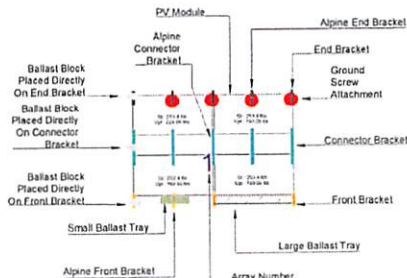 PV Module
Alpine End Bracket
Alpine
Connector
Bracket
End Bracket
Ballast Block
Placed Directly
On End Bracket
Ground
Screw
Attachment
Ballast Block
Placed Directly
On Connector
Bracket
Connector Bracket
1
Ballast Block
Placed Directly
On Front Bracket
Front Bracket
Small Ballast Tray
Large Ballast Tray
Alpine Front Bracket
Array Number